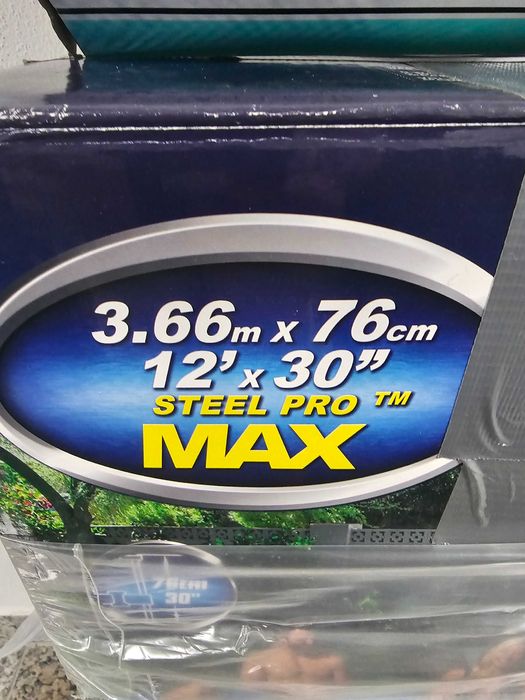 3.66m x 76cm
12' x 30"
STEEL PRO ™
MAX
76cm
30"